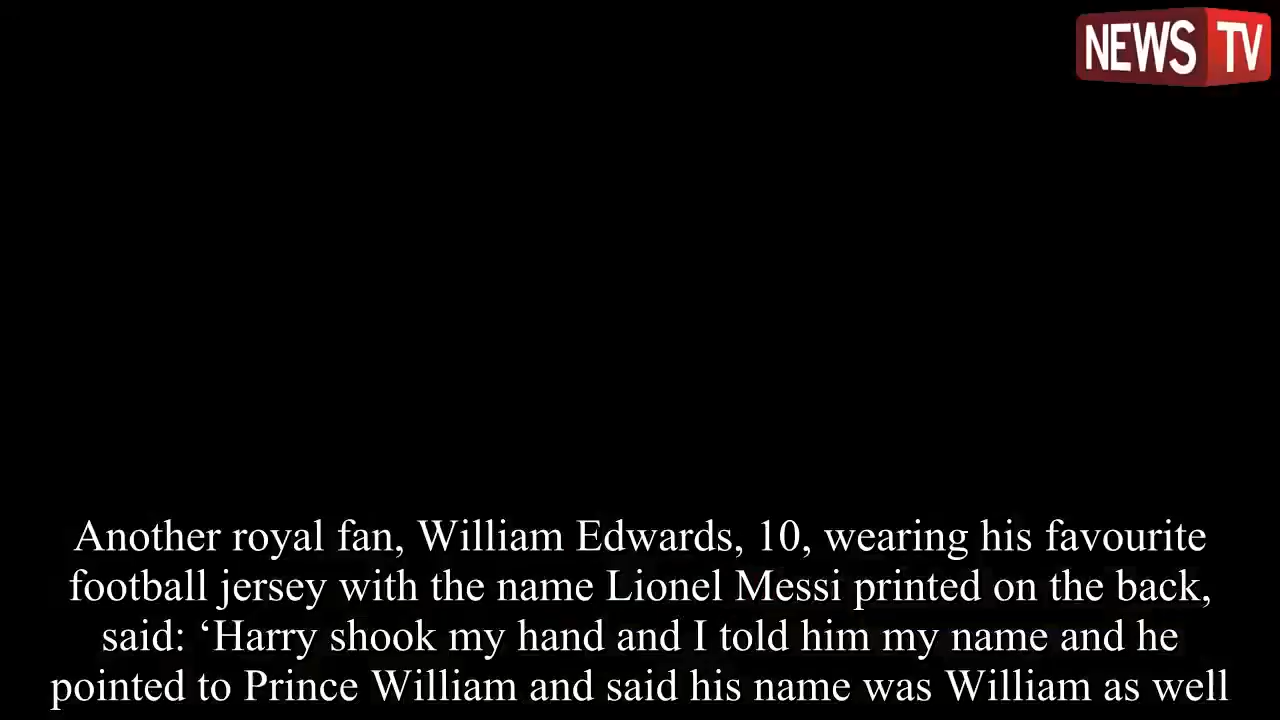 NEWS TV
Another royal fan, William Edwards, 10, wearing his favourite
football jersey with the name Lionel Messi printed on the back,
said: ‘Harry shook my hand and I told him my name and he
pointed to Prince William and said his name was William as well